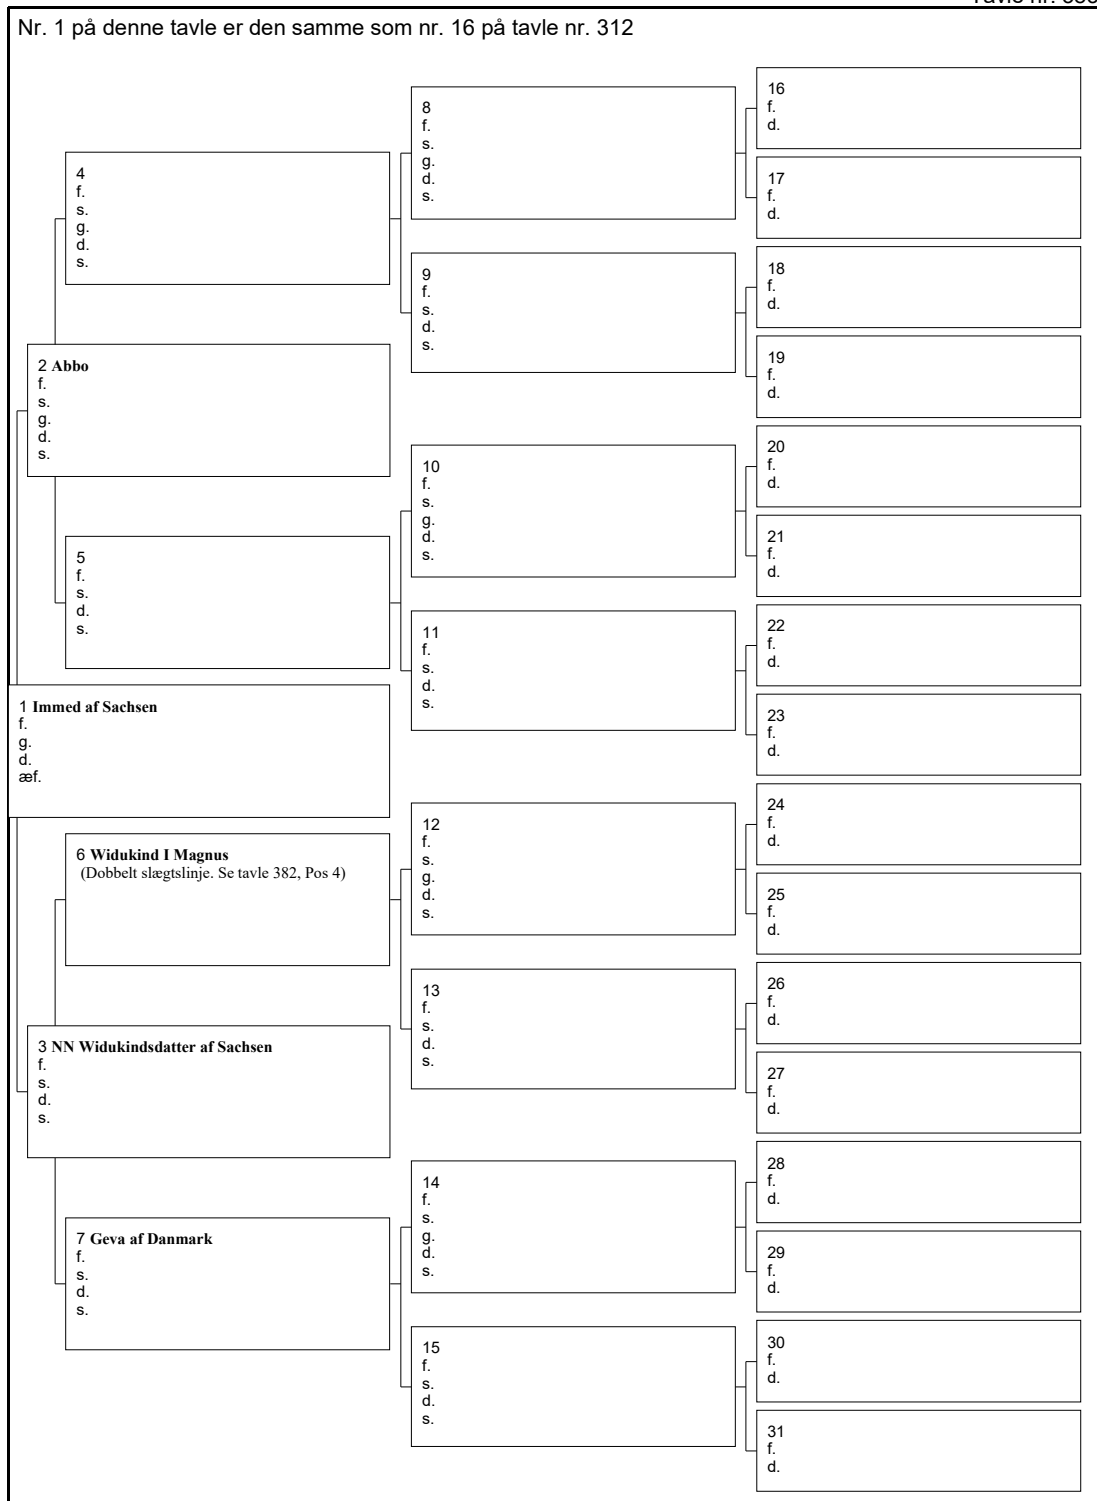 Nr. 1 på denne tavle er den samme som nr. 16 på tavle nr. 312
16
f.
d.
8
f.
s.
g.
d.
s.
17
f.
d.
4
f.
s.
g.
d.
s.
18
f.
d.
9
f.
s.
d.
s.
19
f.
d.
2 Abbo
f.
s.
g.
d.
s.
20
f.
d.
10
f.
s.
g.
d.
s.
21
f.
d.
5
f.
s.
d.
s.
22
f.
d.
11
f.
s.
d.
s.
23
f.
d.
1 Immed af Sachsen
f.
g.
d.
æf.
24
f.
d.
12
f.
s.
g.
d.
s.
25
f.
d.
6 Widukind I Magnus
(Dobbelt slægtslinje. Se tavle 382, Pos 4)
26
f.
d.
13
f.
s.
d.
s.
27
f.
d.
3 NN Widukindsdatter af Sachsen
f.
s.
d.
s.
28
f.
d.
14
f.
s.
g.
d.
s.
29
f.
d.
7 Geva af Danmark
f.
s.
d.
s.
30
f.
d.
15
f.
s.
d.
s.
31
f.
d.